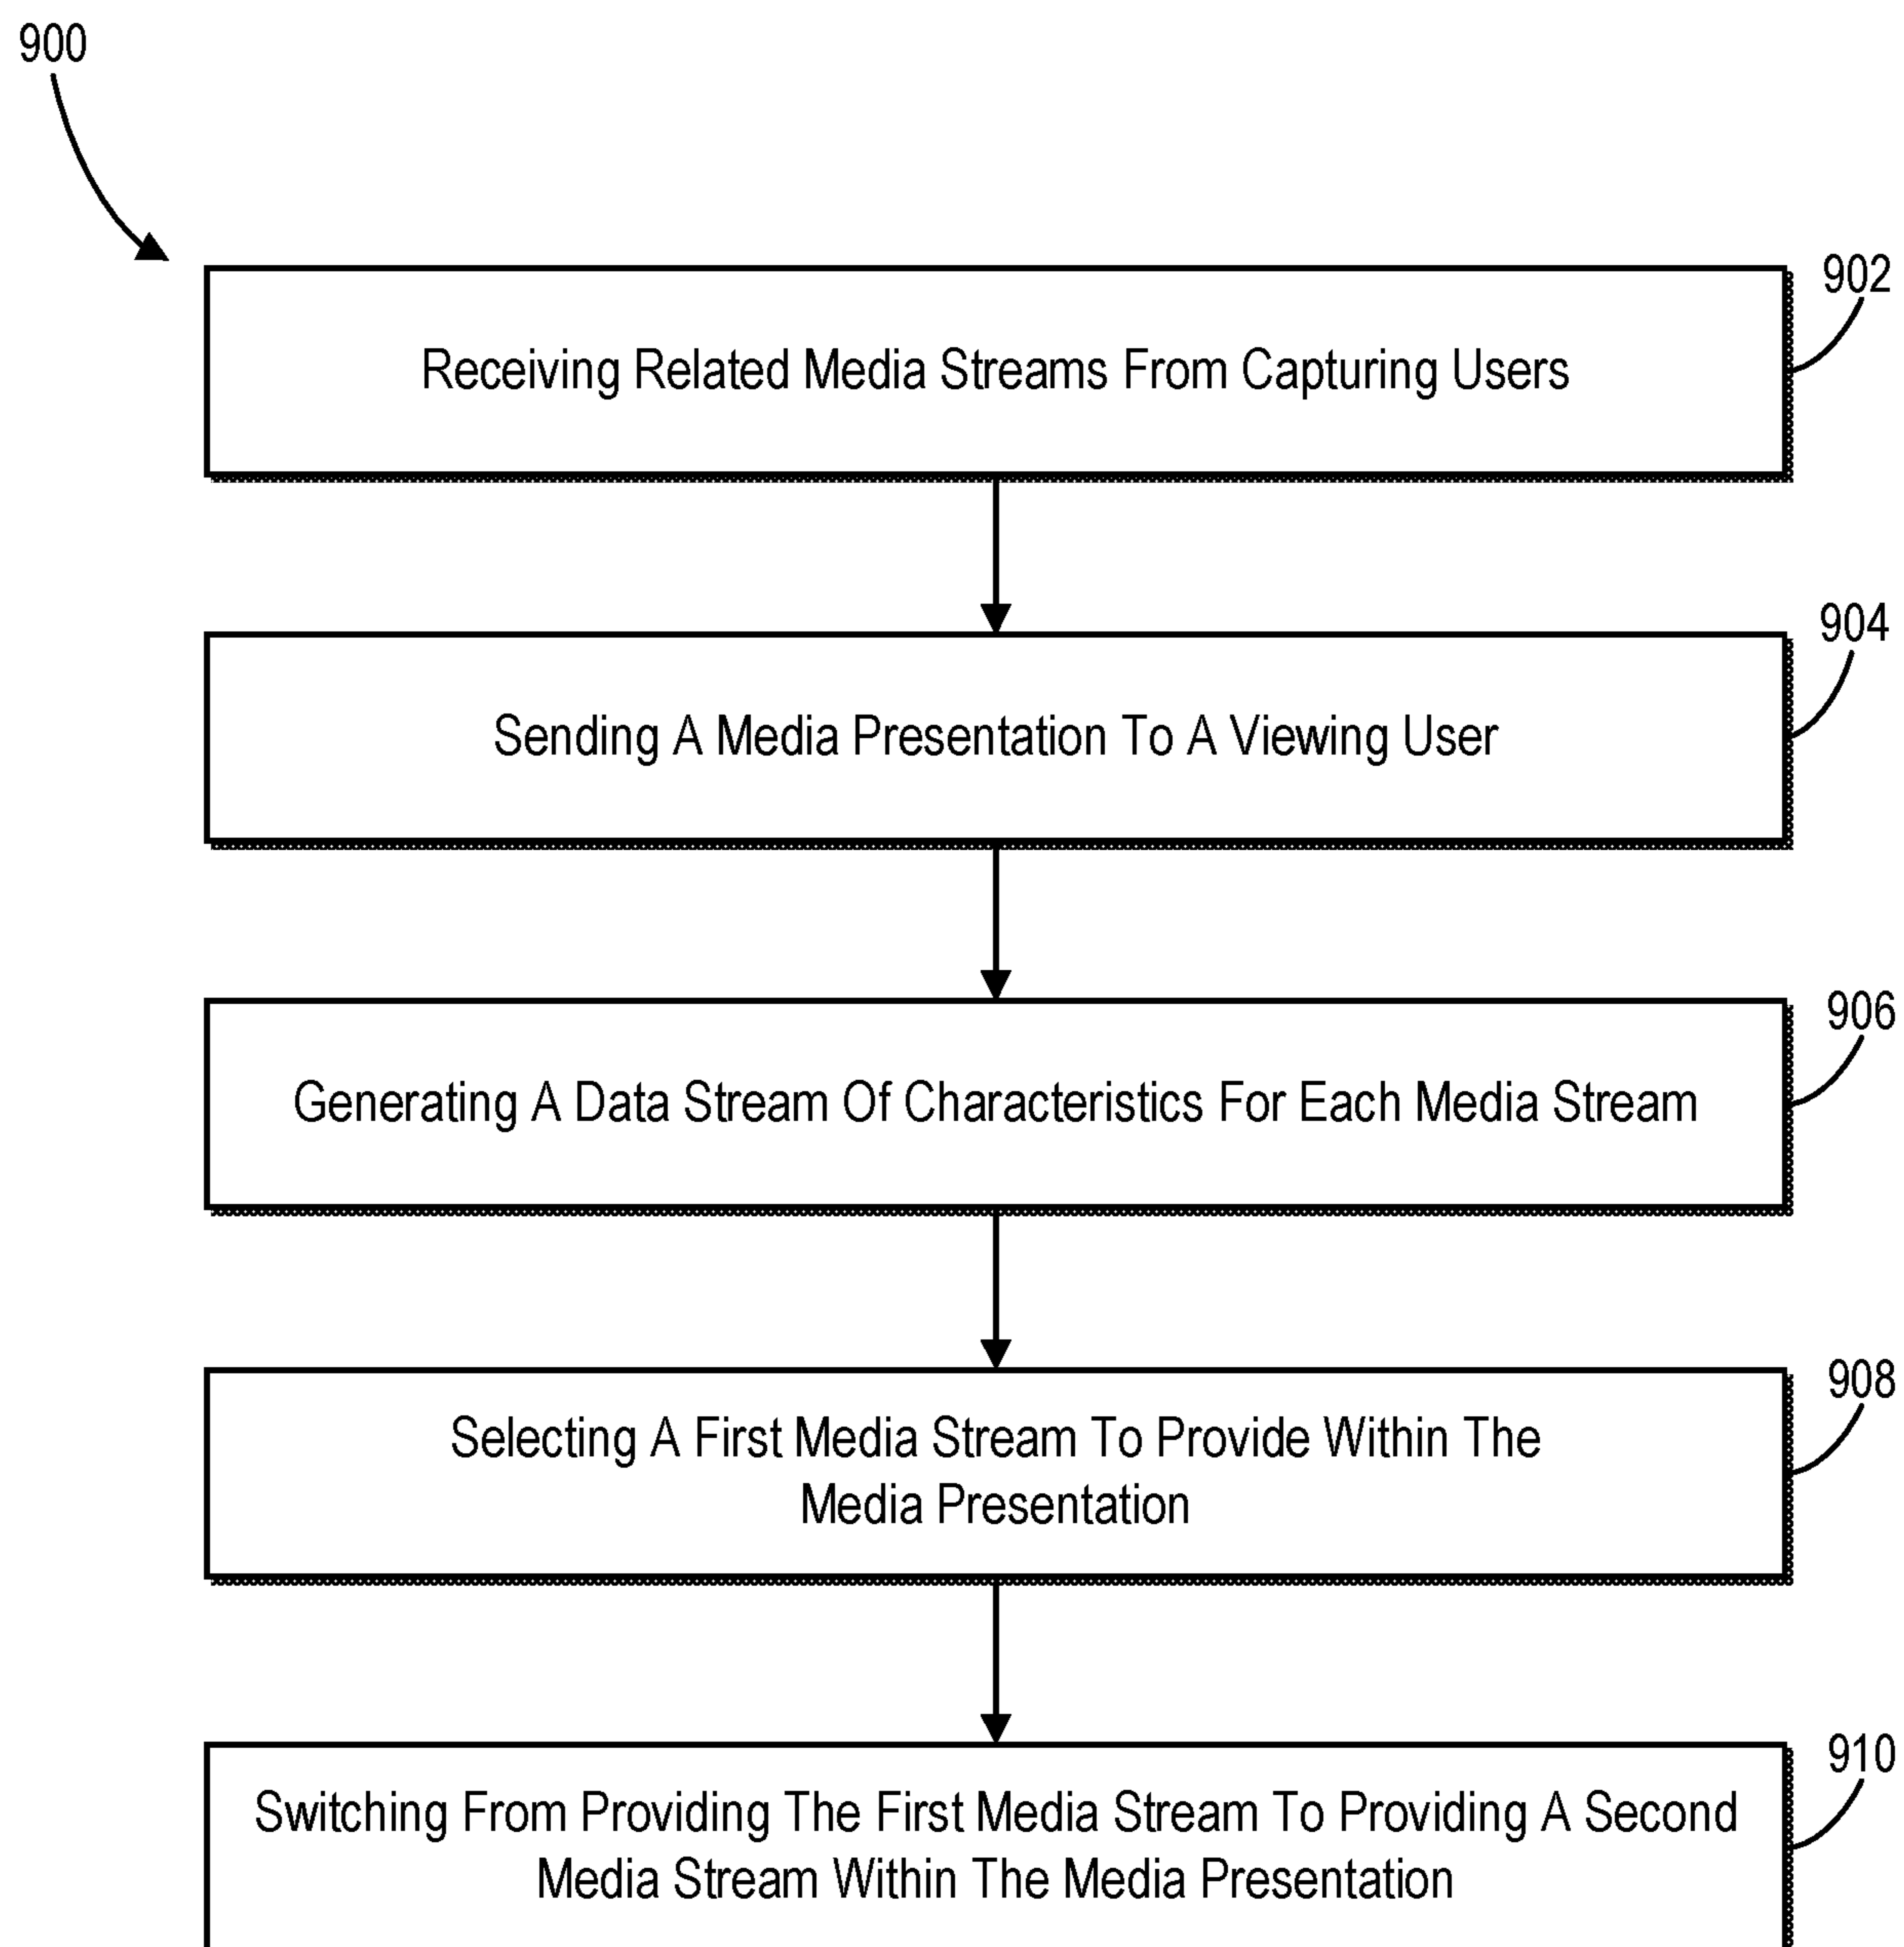 900
902
Receiving Related Media Streams From Capturing Users
904
Sending A Media Presentation To A Viewing User
906
Generating A Data Stream Of Characteristics For Each Media Stream
908
Selecting A First Media Stream To Provide Within The
Media Presentation
910
Switching From Providing The First Media Stream To Providing A Second
Media Stream Within The Media Presentation